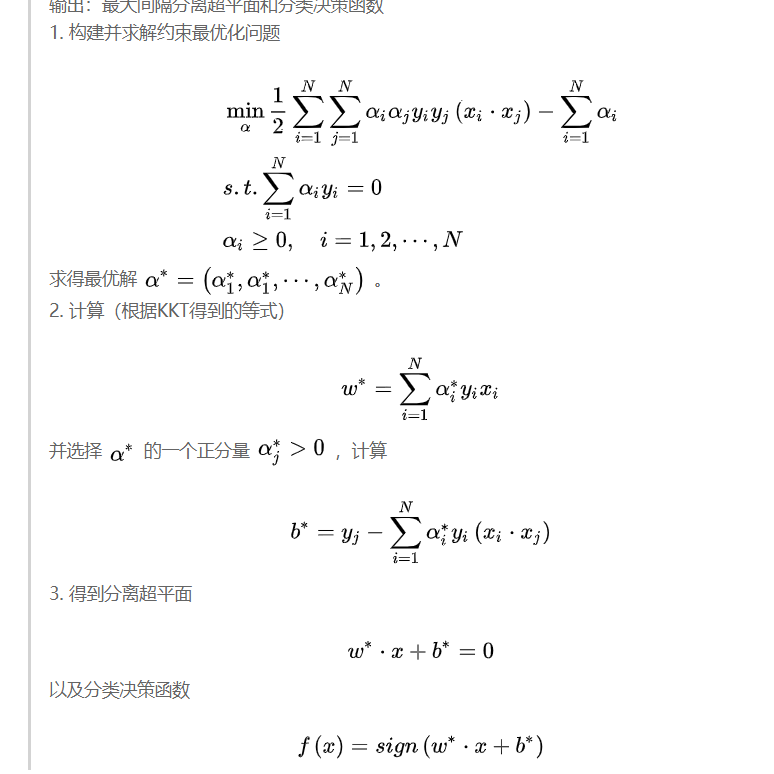 输出：最大间隔分离超平面和分类决策函数
1. 构建并求解约束最优化问题
\min_{\alpha} \frac{1}{2} \sum_{i=1}^{N} \sum_{j=1}^{N} \alpha_i \alpha_j y_i y_j (x_i \cdot x_j) - \sum_{i=1}^{N} \alpha_i
s.t. \sum_{i=1}^{N} \alpha_i y_i = 0
\alpha_i \geq 0, \quad i = 1, 2, \cdots, N
求得最优解 \alpha^* = (\alpha_1^*, \alpha_1^*, \cdots, \alpha_N^*) 。
2. 计算（根据KKT得到的等式）
w^* = \sum_{i=1}^{N} \alpha_i^* y_i x_i
并选择 \alpha^* 的一个正分量 \alpha_j^* > 0 ，计算
b^* = y_j - \sum_{i=1}^{N} \alpha_i^* y_i (x_i \cdot x_j)
3. 得到分离超平面
w^* \cdot x + b^* = 0
以及分类决策函数
f(x) = sign(w^* \cdot x + b^*)